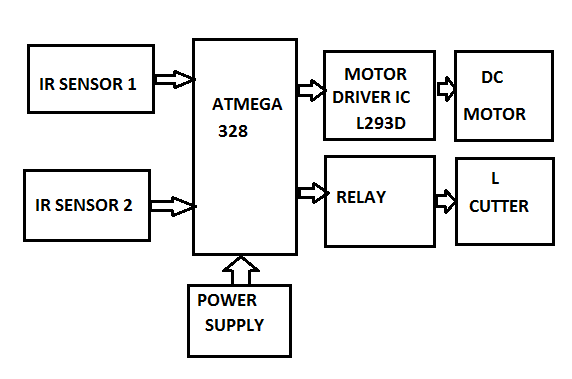 IR SENSOR 1
ATMEGA
328
MOTOR
DRIVER IC
L293D
DC
MOTOR
IR SENSOR 2
RELAY
L
CUTTER
POWER
SUPPLY